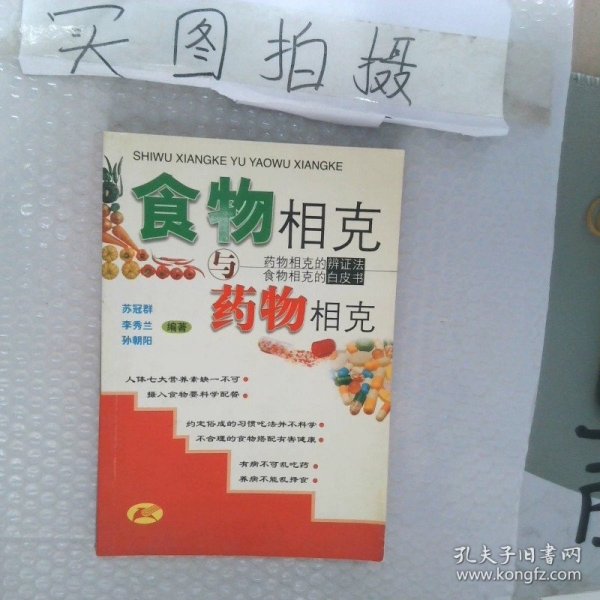 实图拍摄
SHIWU XIANGKE YU YAOWU XIANGKE
食物相克
与
药物相克的辨证法
食物相克的白皮书
药物相克
苏冠群
李秀兰
孙朝阳
编著
人体七大营养素缺一不可
摄入食物要科学配餐
约定俗成的习惯吃法并不科学
不合理的食物搭配有害健康
有病不可乱吃药
养病不能乱择食
孔夫子旧书网
www.kongfz.com